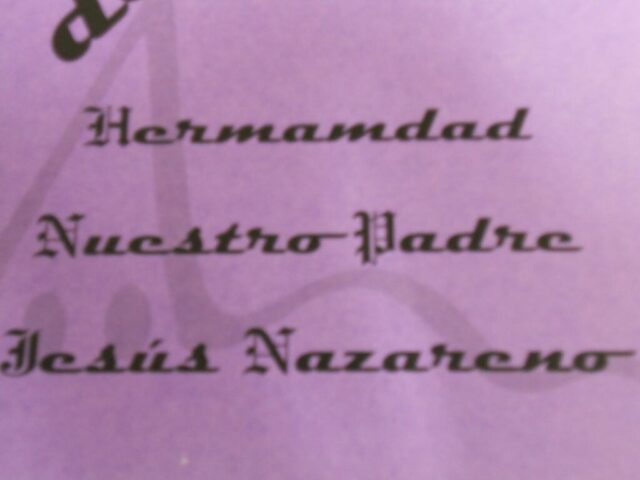 Hermamdad
Nuestro Padre
Jesús Nazareno